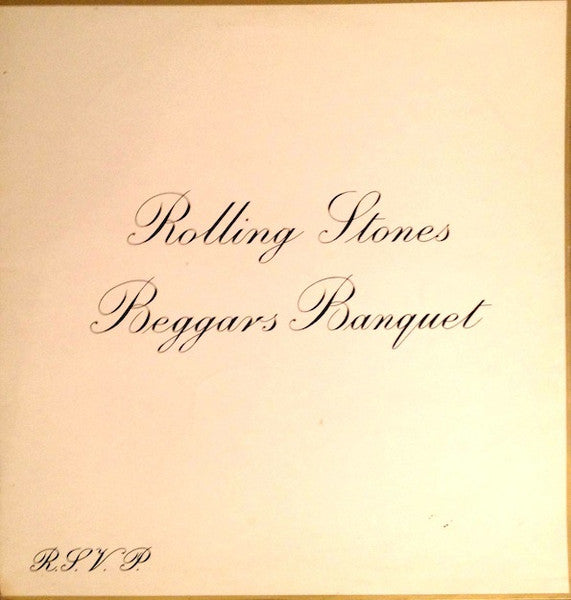 Rolling Stones
Beggars Banquet
R.S.V.P.